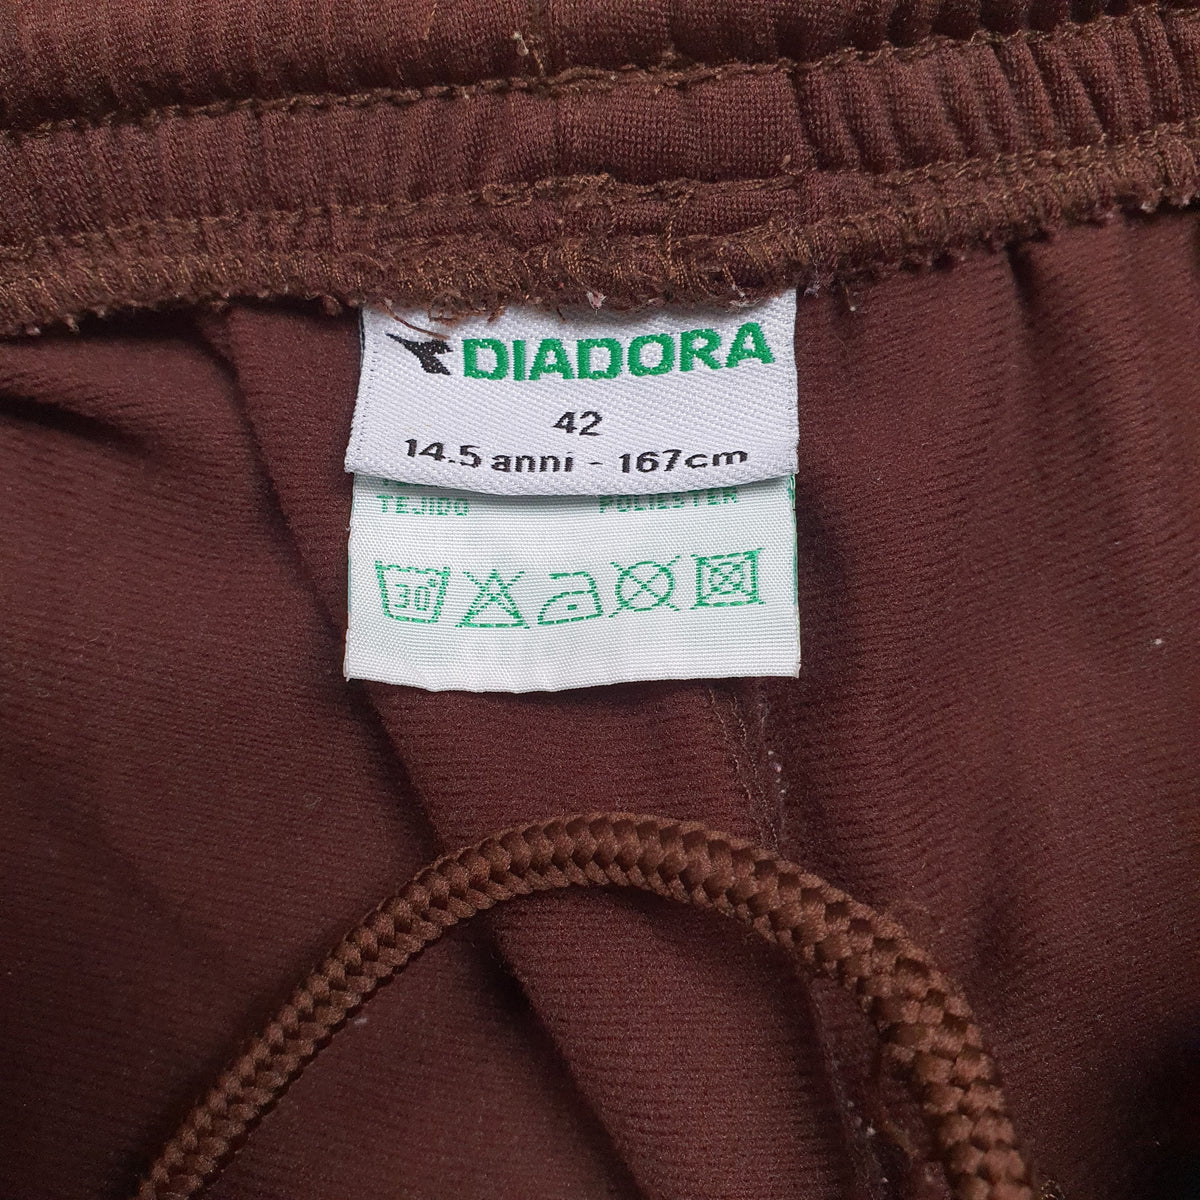 DIADORA
42
14.5 anni - 167cm
TEJIDO POLIESTER
30°